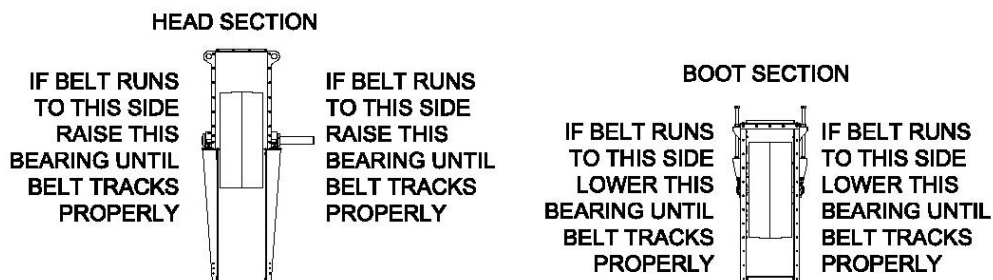 HEAD SECTION
IF BELT RUNS
TO THIS SIDE
RAISE THIS
BEARING UNTIL
BELT TRACKS
PROPERLY
IF BELT RUNS
TO THIS SIDE
RAISE THIS
BEARING UNTIL
BELT TRACKS
PROPERLY
BOOT SECTION
IF BELT RUNS
TO THIS SIDE
LOWER THIS
BEARING UNTIL
BELT TRACKS
PROPERLY
IF BELT RUNS
TO THIS SIDE
LOWER THIS
BEARING UNTIL
BELT TRACKS
PROPERLY